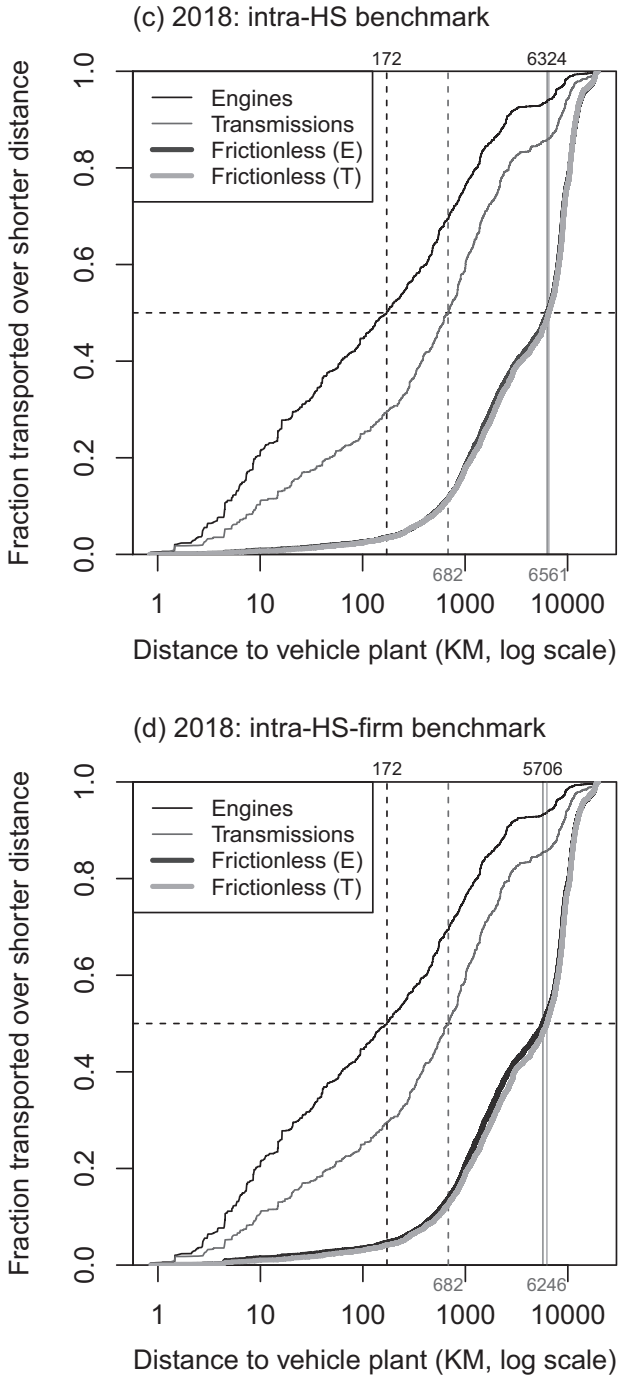 (c) 2018: intra-HS benchmark
172 6324
Fraction transported over shorter distance
1.0
0.8
0.6
0.4
0.2
0.0
Engines
Transmissions
Frictionless (E)
Frictionless (T)
682 6561
1 10 100 1000 10000
Distance to vehicle plant (KM, log scale)
(d) 2018: intra-HS-firm benchmark
172 5706
Fraction transported over shorter distance
1.0
0.8
0.6
0.4
0.2
0.0
Engines
Transmissions
Frictionless (E)
Frictionless (T)
682 6246
1 10 100 1000 10000
Distance to vehicle plant (KM, log scale)